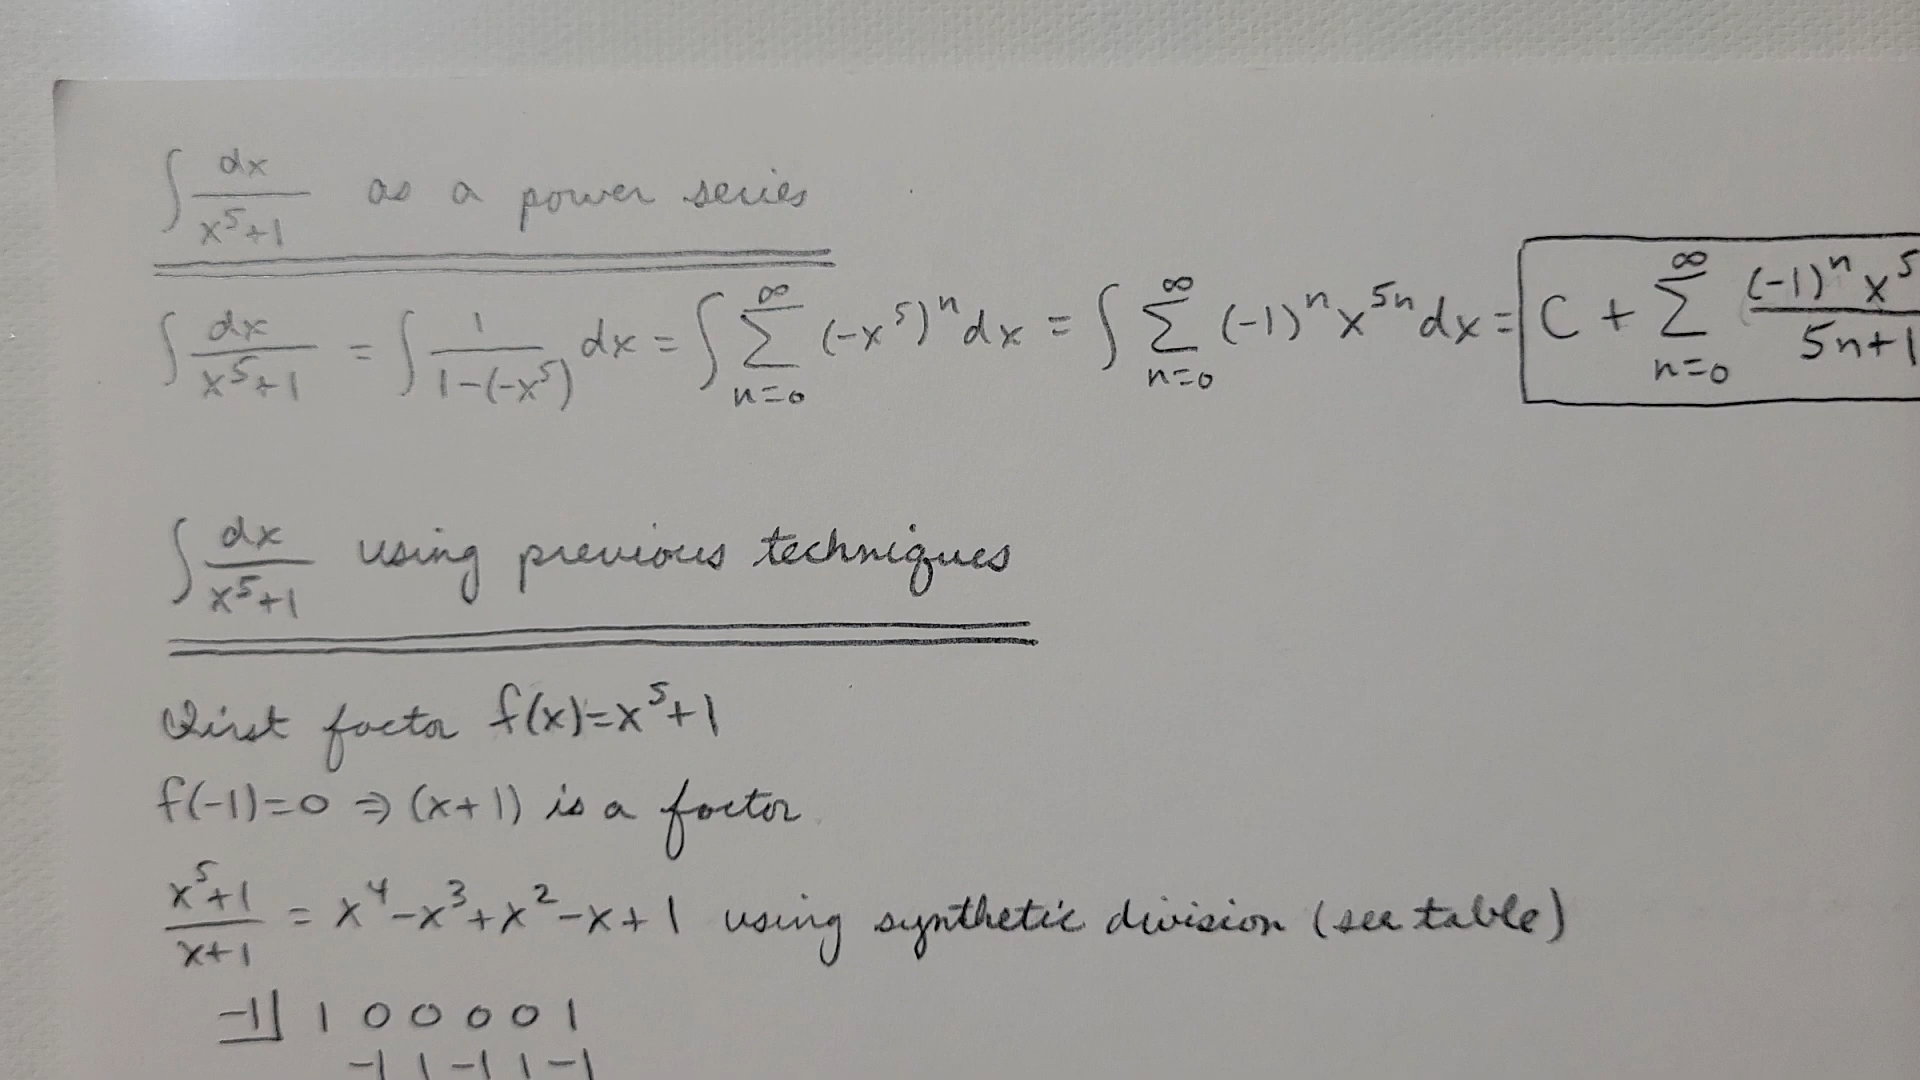 ∫ dx/(x⁵+1) as a power series
∫ dx/(x⁵+1) = ∫ 1/(1-(-x⁵)) dx = ∫ ∑_{n=0}^{∞} (-x⁵)ⁿ dx = ∫ ∑_{n=0}^{∞} (-1)ⁿ x⁵ⁿ dx = C + ∑_{n=0}^{∞} (-1)ⁿ x⁵/(5n+1
∫ dx/(x⁵+1) using previous techniques
First factor f(x)=x⁵+1
f(-1)=0 ⇒ (x+1) is a factor.
(x⁵+1)/(x+1) = x⁴-x³+x²-x+1 using synthetic division (see table)
-1| 1 0 0 0 0 1
-1 1 -1 1 -1